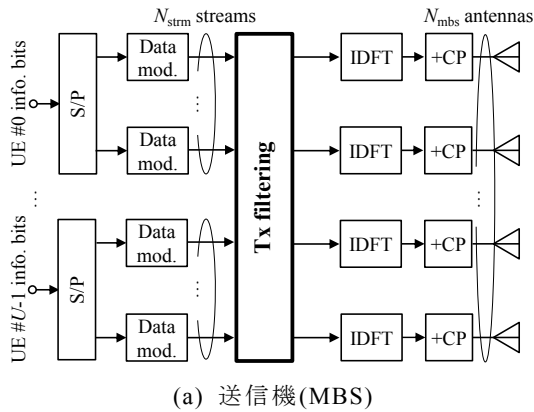 N_strm streams
N_mbs antennas
UE #0 info. bits
S/P
Data
mod.
...
Data
mod.
IDFT
+CP
IDFT
+CP
...
Tx filtering
...
UE #U-1 info. bits
S/P
Data
mod.
...
Data
mod.
IDFT
+CP
IDFT
+CP
(a) 送信機(MBS)